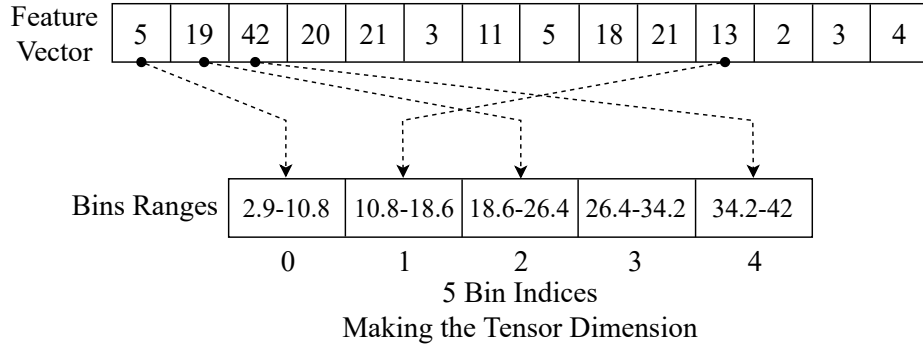 Feature
Vector
5 19 42 20 21 3 11 5 18 21 13 2 3 4
Bins Ranges
2.9-10.8 10.8-18.6 18.6-26.4 26.4-34.2 34.2-42
0 1 2 3 4
5 Bin Indices
Making the Tensor Dimension